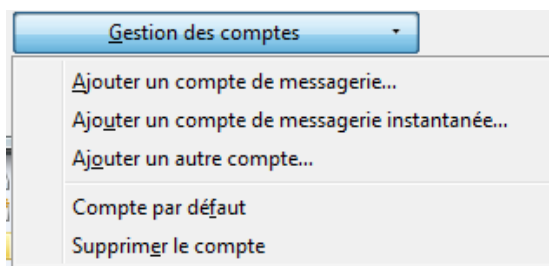 Gestion des comptes
Ajouter un compte de messagerie...
Ajouter un compte de messagerie instantanée...
Ajouter un autre compte...
Compte par défaut
Supprimer le compte